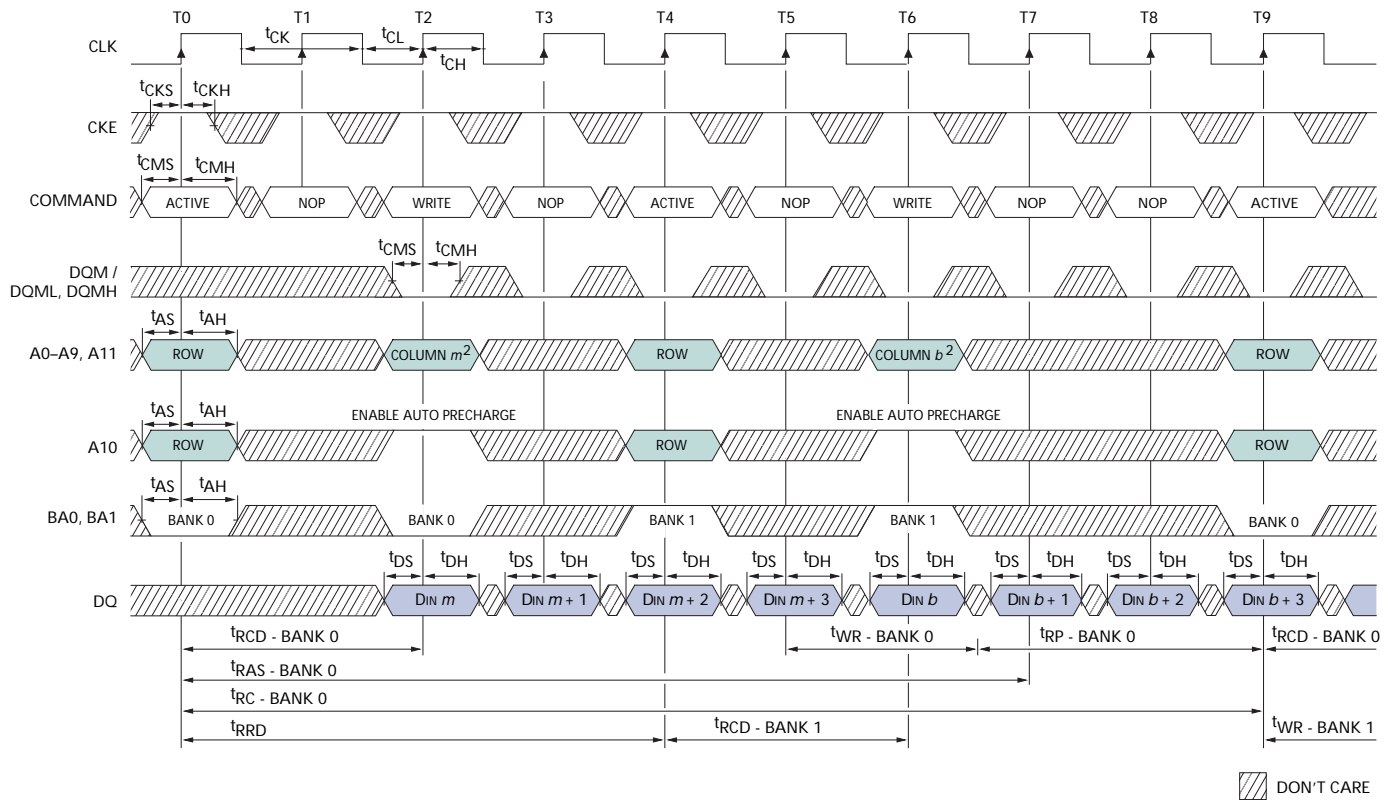 T0 T1 T2 T3 T4 T5 T6 T7 T8 T9
CLK tCK tCL tCH
tCKS tCKH
CKE
tCMS tCMH
COMMAND ACTIVE NOP WRITE NOP ACTIVE NOP WRITE NOP NOP ACTIVE
tCMS tCMH
DQM /
DQML, DQMH
tAS tAH
A0–A9, A11 ROW COLUMN m2 ROW COLUMN b2 ROW
tAS tAH ENABLE AUTO PRECHARGE ENABLE AUTO PRECHARGE
A10 ROW ROW ROW
tAS tAH
BA0, BA1 BANK 0 BANK 0 BANK 1 BANK 1 BANK 0
tDS tDH tDS tDH tDS tDH tDS tDH tDS tDH tDS tDH tDS tDH tDS tDH
DQ DIN m DIN m + 1 DIN m + 2 DIN m + 3 DIN b DIN b + 1 DIN b + 2 DIN b + 3
tRCD - BANK 0 tWR - BANK 0 tRP - BANK 0 tRCD - BANK 0
tRAS - BANK 0
tRC - BANK 0
tRRD tRCD - BANK 1 tWR - BANK 1
DON'T CARE